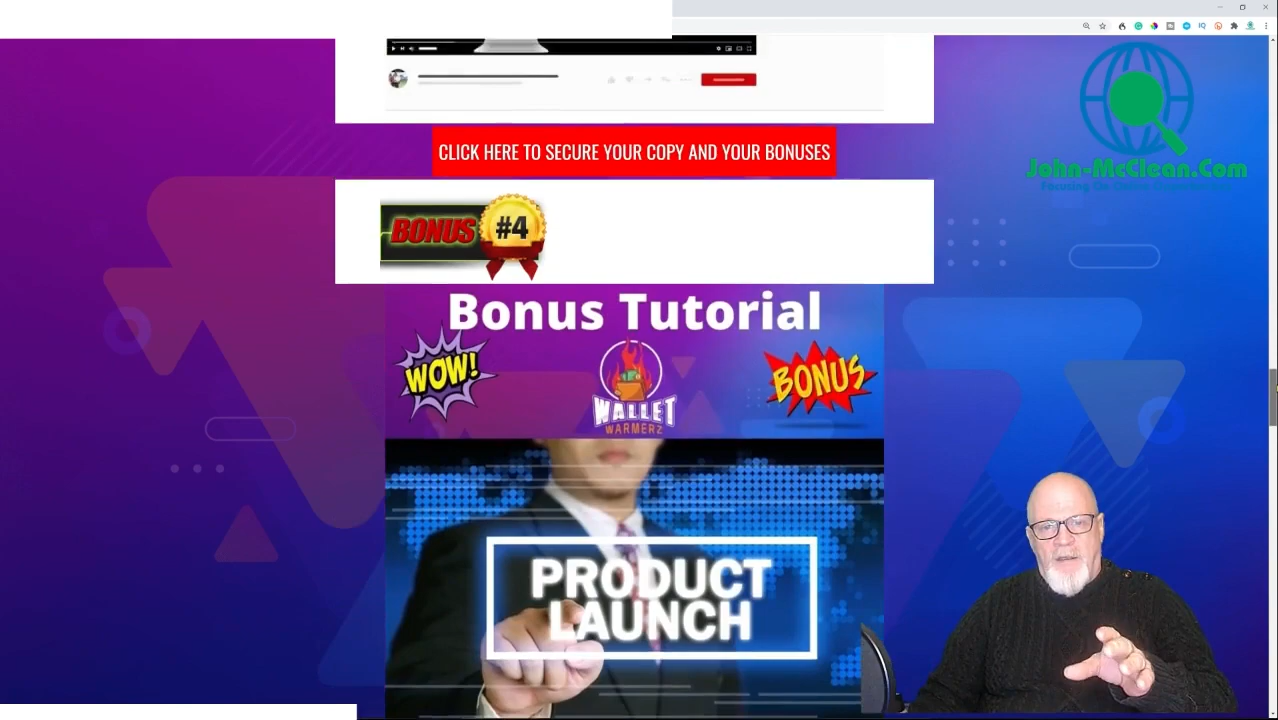 John-McClean.Com
CLICK HERE TO SECURE YOUR COPY AND YOUR BONUSES
BONUS #4
Bonus Tutorial
WOW!
BONUS
WALLET
WARMERZ
PRODUCT
LAUNCH